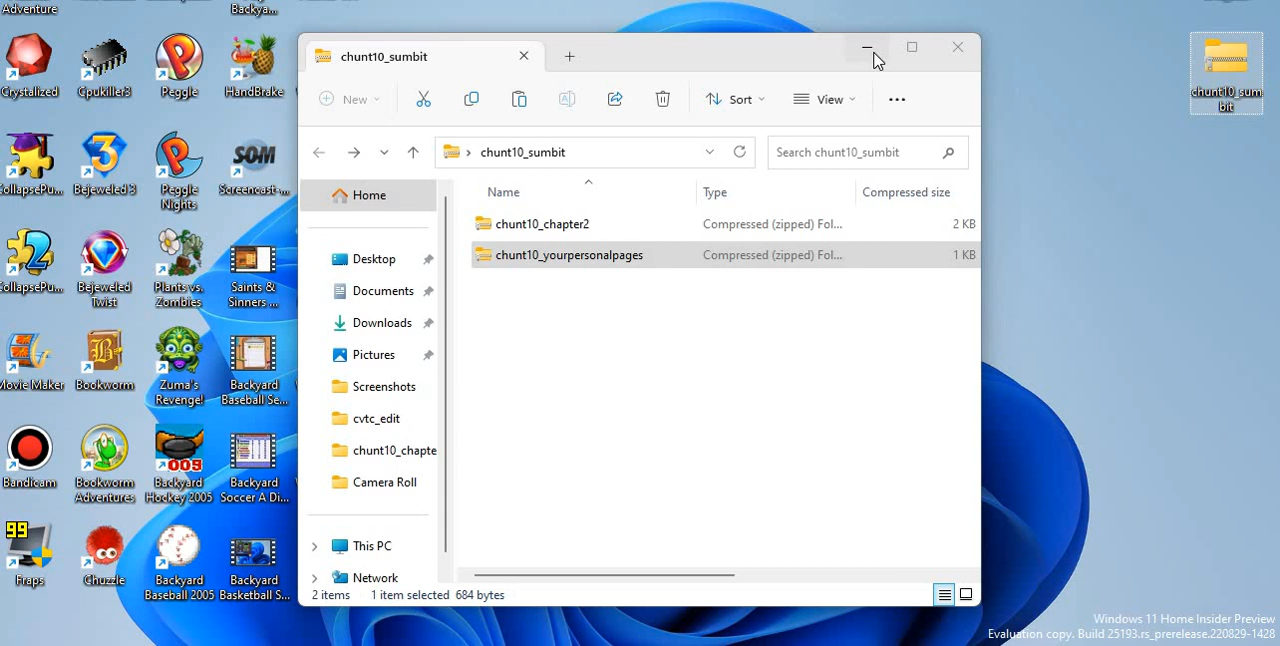 Adventure
Backya...
Crystalized
Cpukiller3
Peggle
HandBrake
CollapsePu...
Bejeweled 3
Peggle
Nights
Screencast-...
SOM
CollapsePu...
Bejeweled
Twist
Plants vs.
Zombies
Saints &
Sinners ...
Movie Maker
Bookworm
Zuma's
Revenge!
Backyard
Baseball Se...
Bandicam
Bookworm
Adventures
009
Backyard
Hockey 2005
Backyard
Soccer A Di...
99
Fraps
Chuzzle
Backyard
Baseball 2005
Backyard
Basketball S...
chunt10_sumbit
New
Sort
View
chunt10_sumbit
Search chunt10_sumbit
Home
Desktop
Documents
Downloads
Pictures
Screenshots
cvtc_edit
chunt10_chapte
Camera Roll
This PC
Network
Name Type Compressed size
chunt10_chapter2 Compressed (zipped) Fol... 2 KB
chunt10_yourpersonalpages Compressed (zipped) Fol... 1 KB
2 items 1 item selected 684 bytes
chunt10_sum
bit
Windows 11 Home Insider Preview
Evaluation copy. Build 25193.rs_prerelease.220829-1428